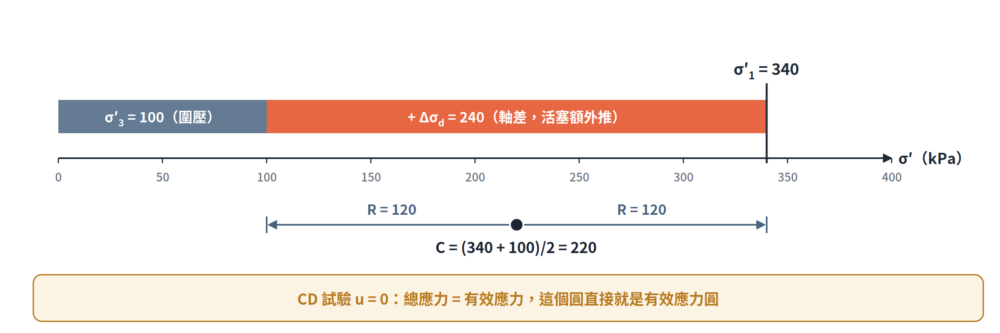 σ′₁ = 340
σ′₃ = 100（圍壓）
+ Δσd = 240（軸差，活塞額外推）
σ′（kPa）
0 50 100 150 200 250 300 350 400
R = 120 R = 120
C = (340 + 100)/2 = 220
CD 試驗 u = 0：總應力 = 有效應力，這個圓直接就是有效應力圓